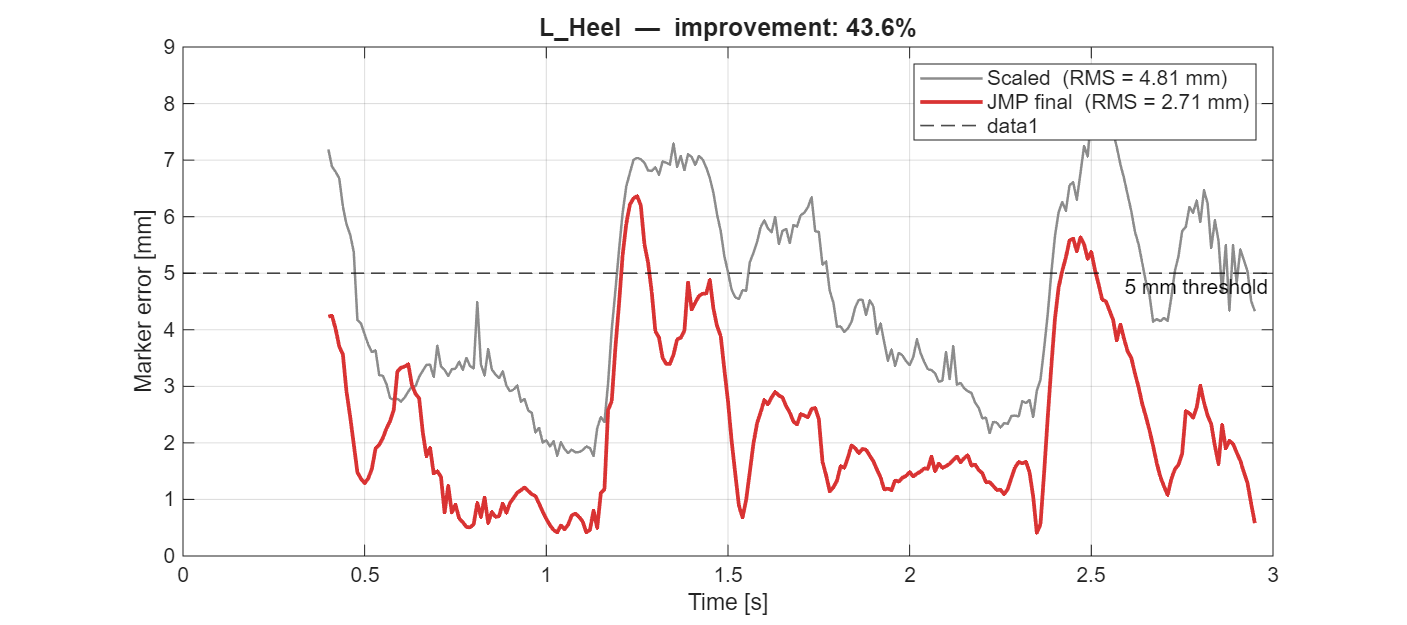 L_Heel — improvement: 43.6%
Scaled (RMS = 4.81 mm)
JMP final (RMS = 2.71 mm)
data1
5 mm threshold
Marker error [mm]
9
8
7
6
5
4
3
2
1
0
0
0.5
1
1.5
2
2.5
3
Time [s]